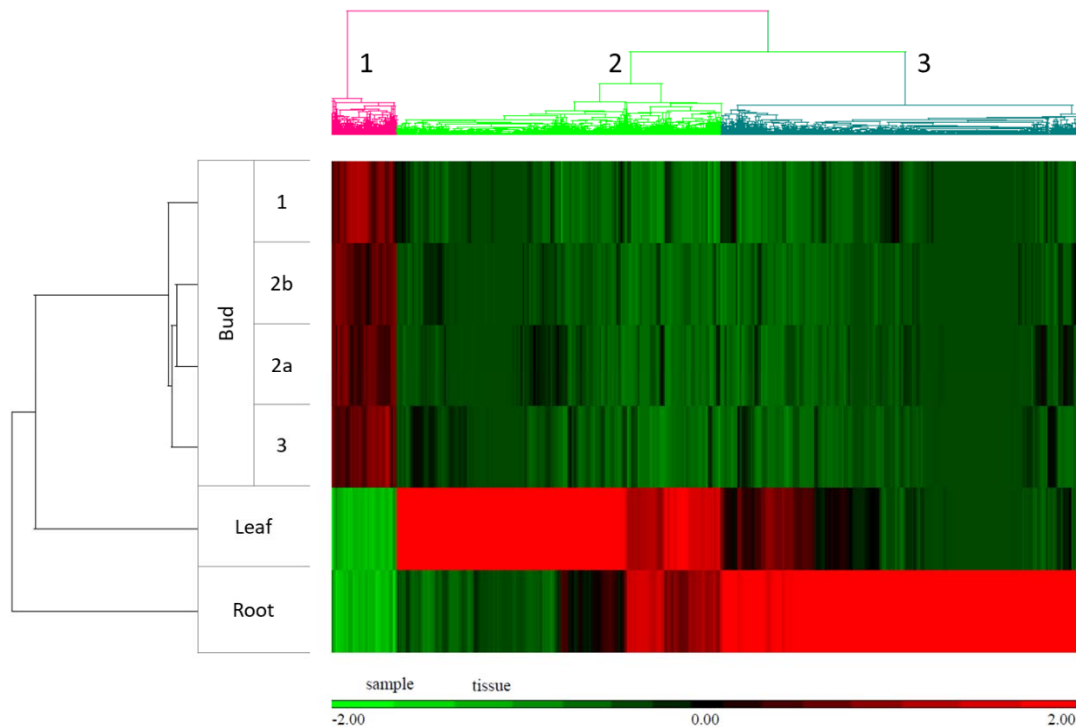 1 2 3
1
2b
Bud
2a
3
Leaf
Root
sample tissue
-2.00 0.00 2.00